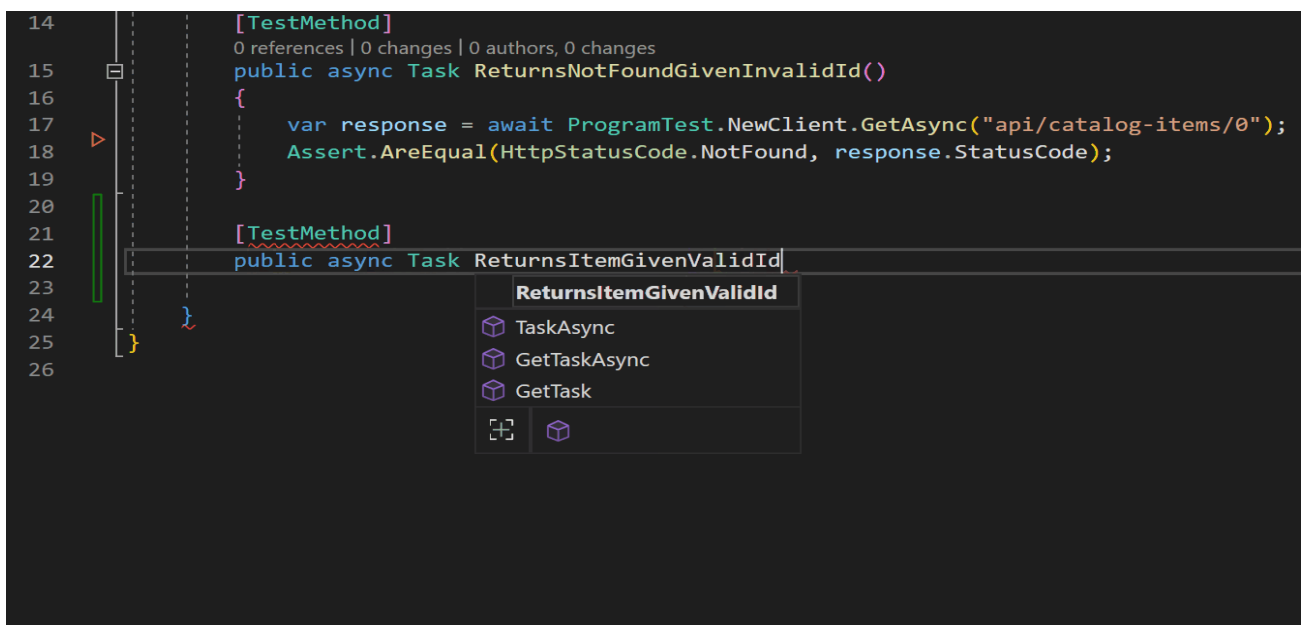 14 [TestMethod]
0 references | 0 changes | 0 authors, 0 changes
15 public async Task ReturnsNotFoundGivenInvalidId()
16 {
17 var response = await ProgramTest.NewClient.GetAsync("api/catalog-items/0");
18 Assert.AreEqual(HttpStatusCode.NotFound, response.StatusCode);
19 }
20
21 [TestMethod]
22 public async Task ReturnsItemGivenValidId
23
ReturnsItemGivenValidId
24 }
TaskAsync
25 }
GetTaskAsync
26
GetTask